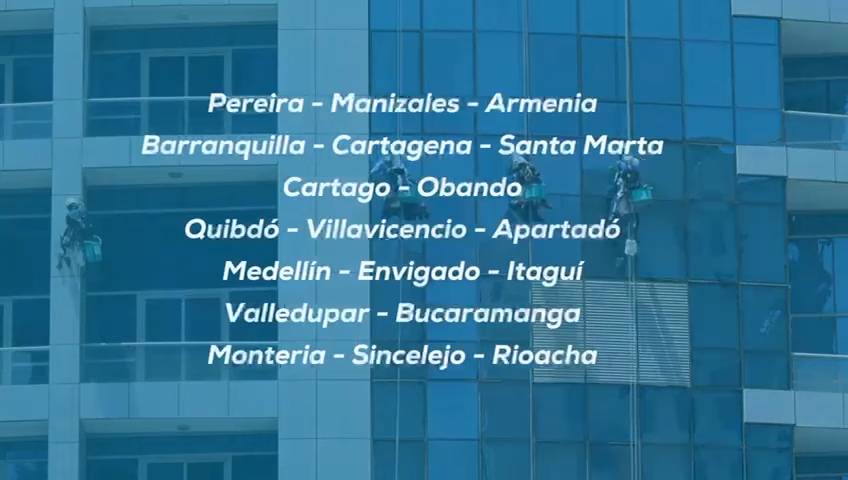 Pereira - Manizales - Armenia
Barranquilla - Cartagena - Santa Marta
Cartago - Obando
Quibdó - Villavicencio - Apartadó
Medellín - Envigado - Itaguí
Valledupar - Bucaramanga
Monteria - Sincelejo - Rioacha